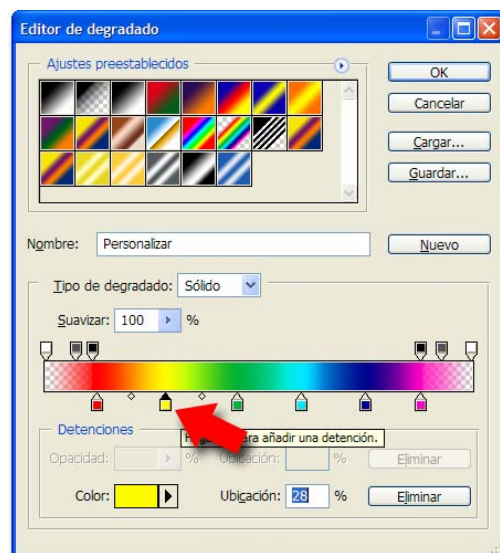 Editor de degradado
Ajustes preestablecidos
OK
Cancelar
Cargar...
Guardar...
Nombre: Personalizar
Nuevo
Tipo de degradado: Sólido
Suavizar: 100 %
Detenciones
para añadir una detención.
Opacidad: % Ubicación: % Eliminar
Color: Ubicación: 28 % Eliminar